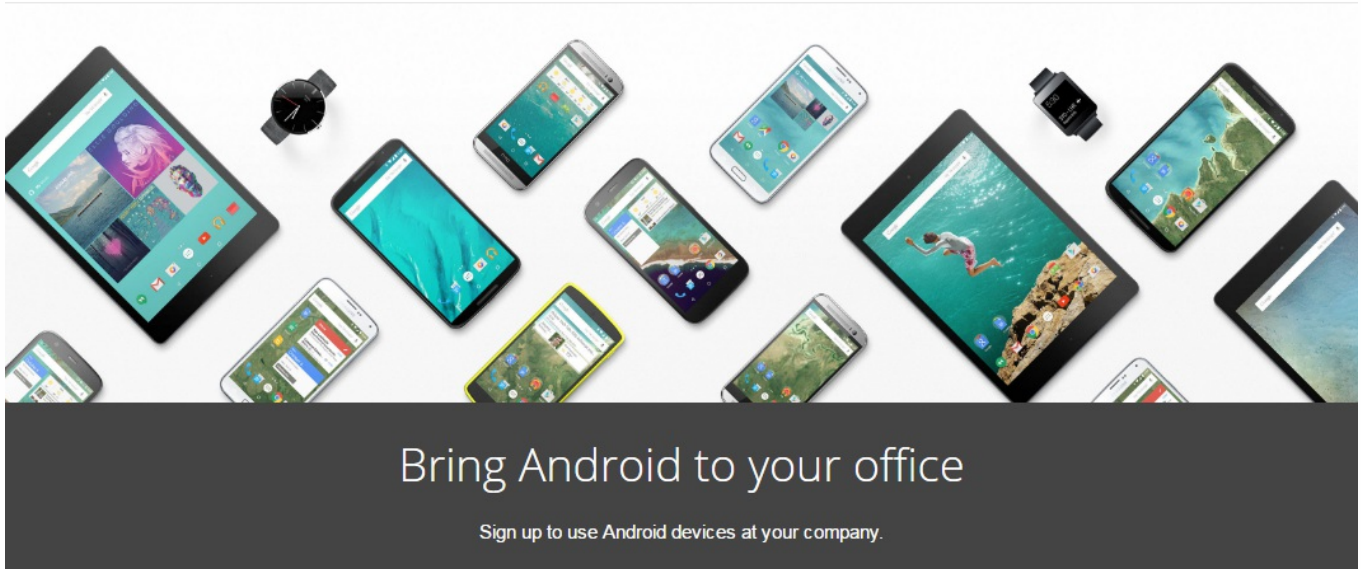 Bring Android to your office
Sign up to use Android devices at your company.